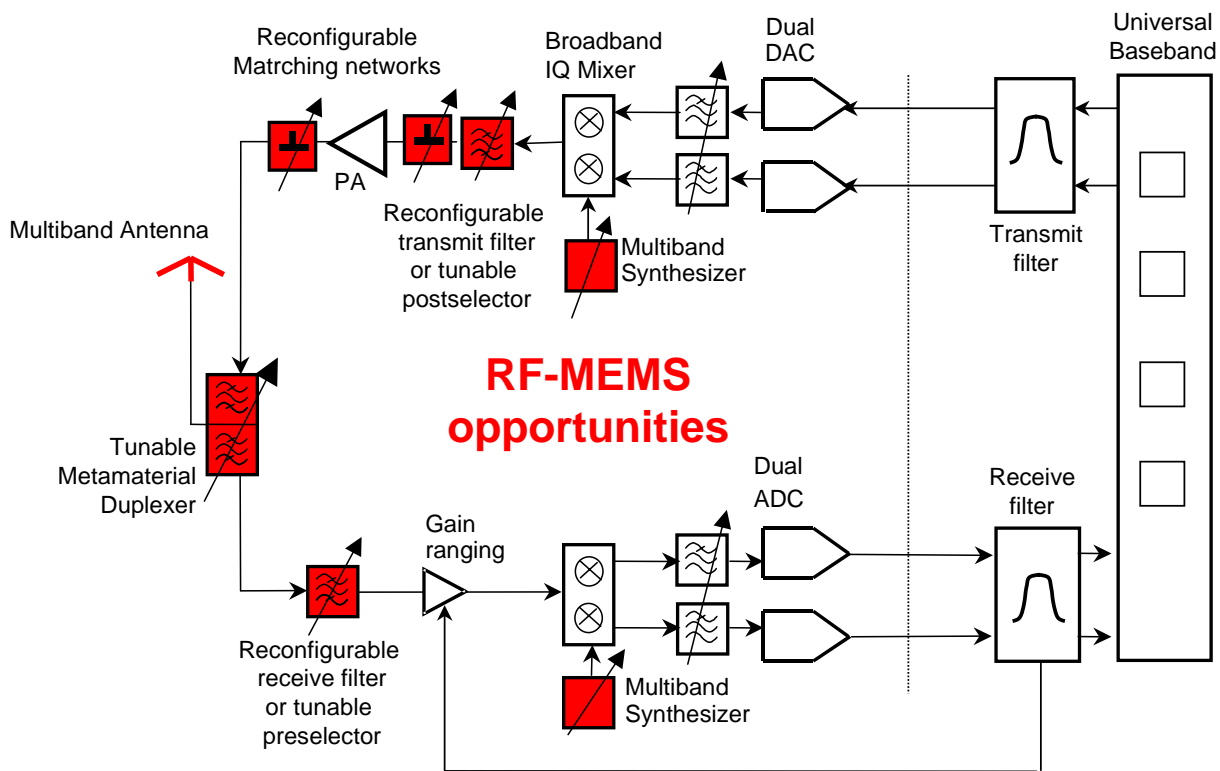 Reconfigurable
Matrching networks
Broadband
IQ Mixer
Dual
DAC
Universal
Baseband
PA
Multiband Antenna
Reconfigurable
transmit filter
or tunable
postselector
Multiband
Synthesizer
Transmit
filter
RF-MEMS
opportunities
Tunable
Metamaterial
Duplexer
Gain
ranging
Dual
ADC
Receive
filter
Reconfigurable
receive filter
or tunable
preselector
Multiband
Synthesizer